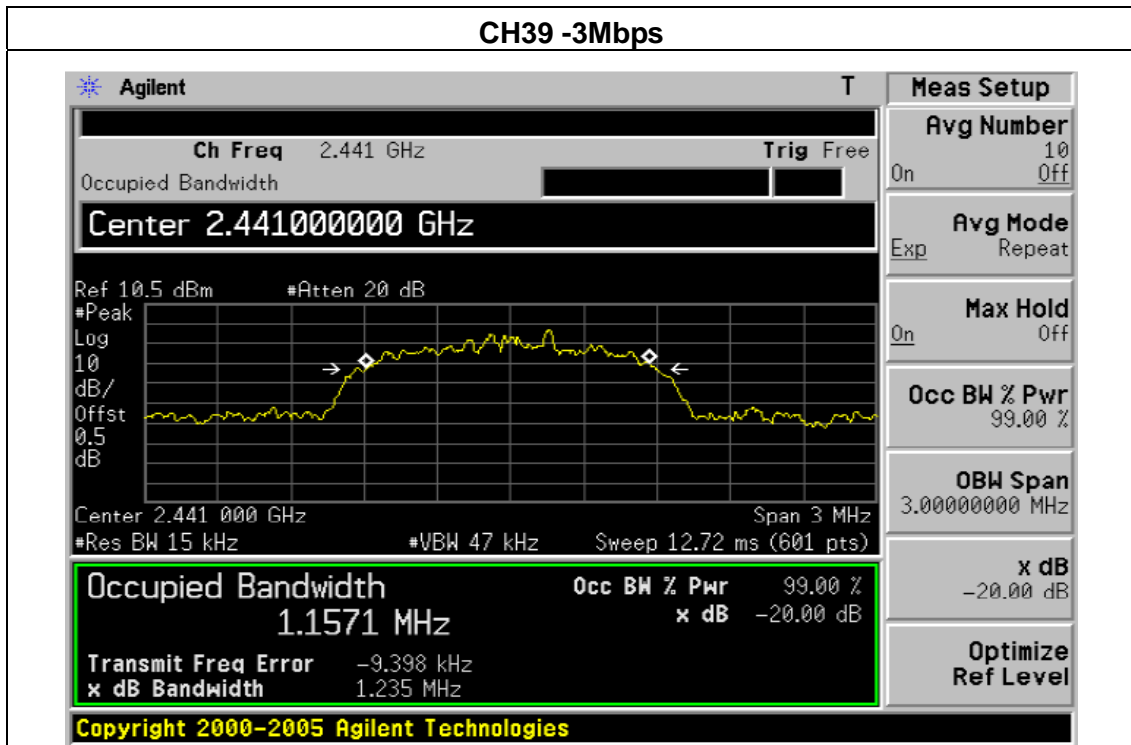 CH39 -3Mbps
Agilent T
Ch Freq 2.441 GHz Trig Free
Occupied Bandwidth
Center 2.441000000 GHz
Ref 10.5 dBm #Atten 20 dB
#Peak
Log
10
dB/
Offst
0.5
dB
Center 2.441 000 GHz Span 3 MHz
#Res BW 15 kHz #VBW 47 kHz Sweep 12.72 ms (601 pts)
Occupied Bandwidth Occ BW % Pwr 99.00 %
1.1571 MHz x dB -20.00 dB
Transmit Freq Error -9.398 kHz
x dB Bandwidth 1.235 MHz
Copyright 2000-2005 Agilent Technologies
Meas Setup
Avg Number
10
On Off
Avg Mode
Exp Repeat
Max Hold
On Off
Occ BW % Pwr
99.00 %
OBW Span
3.00000000 MHz
x dB
-20.00 dB
Optimize
Ref Level